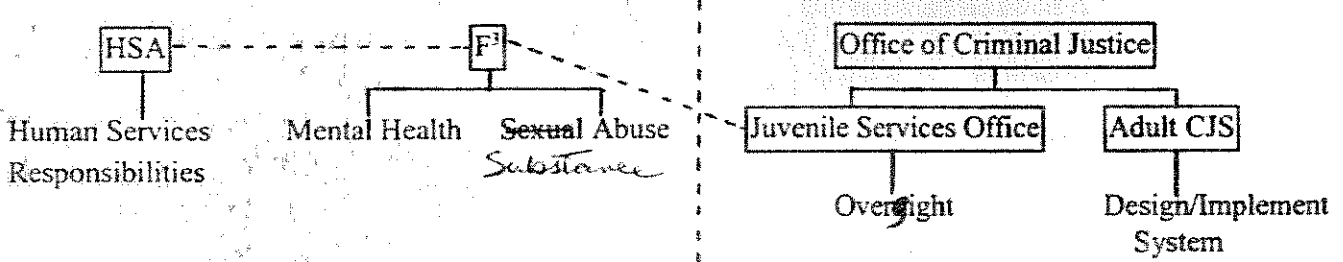 HSA
F³
Office of Criminal Justice
Human Services
Responsibilities
Mental Health
Sexual Abuse
Substance
Juvenile Services Office
Adult CJS
Oversight
Design/Implement
System